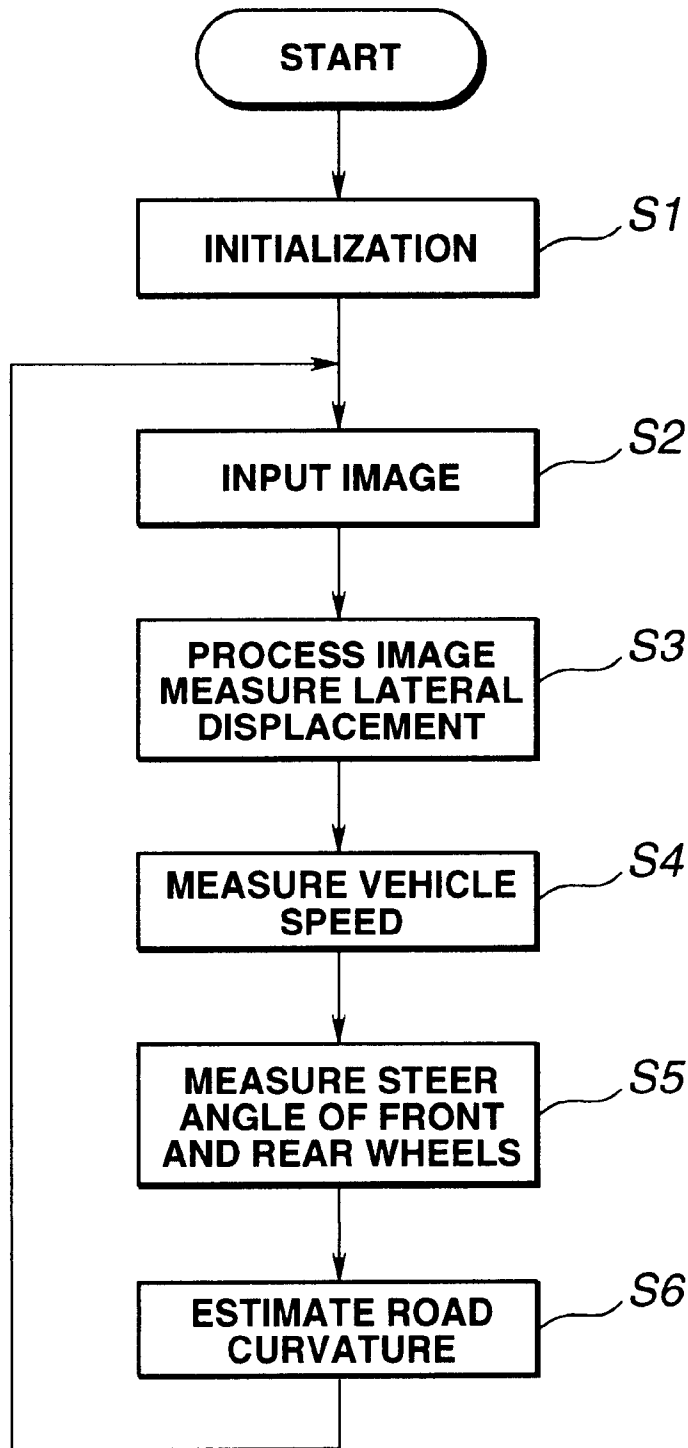 START
INITIALIZATION
S1
INPUT IMAGE
S2
PROCESS IMAGE
MEASURE LATERAL
DISPLACEMENT
S3
MEASURE VEHICLE
SPEED
S4
MEASURE STEER
ANGLE OF FRONT
AND REAR WHEELS
S5
ESTIMATE ROAD
CURVATURE
S6